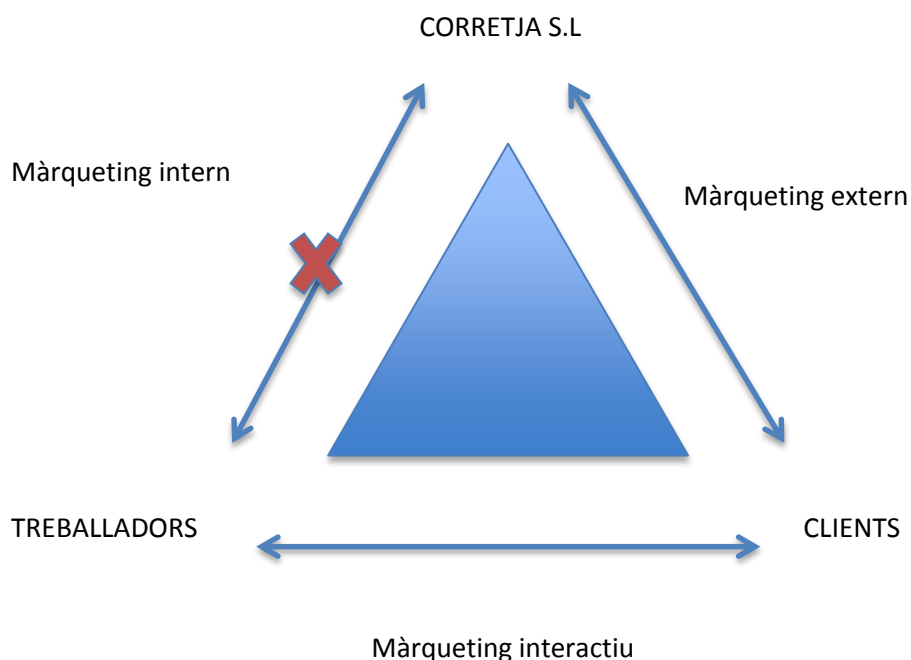 CORRETJA S.L
Màrqueting intern
Màrqueting extern
TREBALLADORS
CLIENTS
Màrqueting interactiu